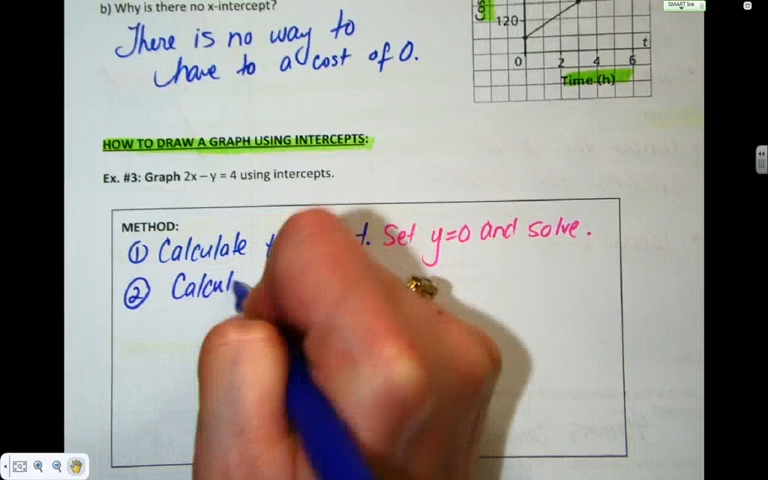 b) Why is there no x-intercept?
There is no way to
have to a cost of 0.
120
0 2 4 6
t
Time (h)
SMART Ink
HOW TO DRAW A GRAPH USING INTERCEPTS:
Ex. #3: Graph 2x – y = 4 using intercepts.
METHOD:
① Calculate t. Set y=0 and solve.
② Calcul